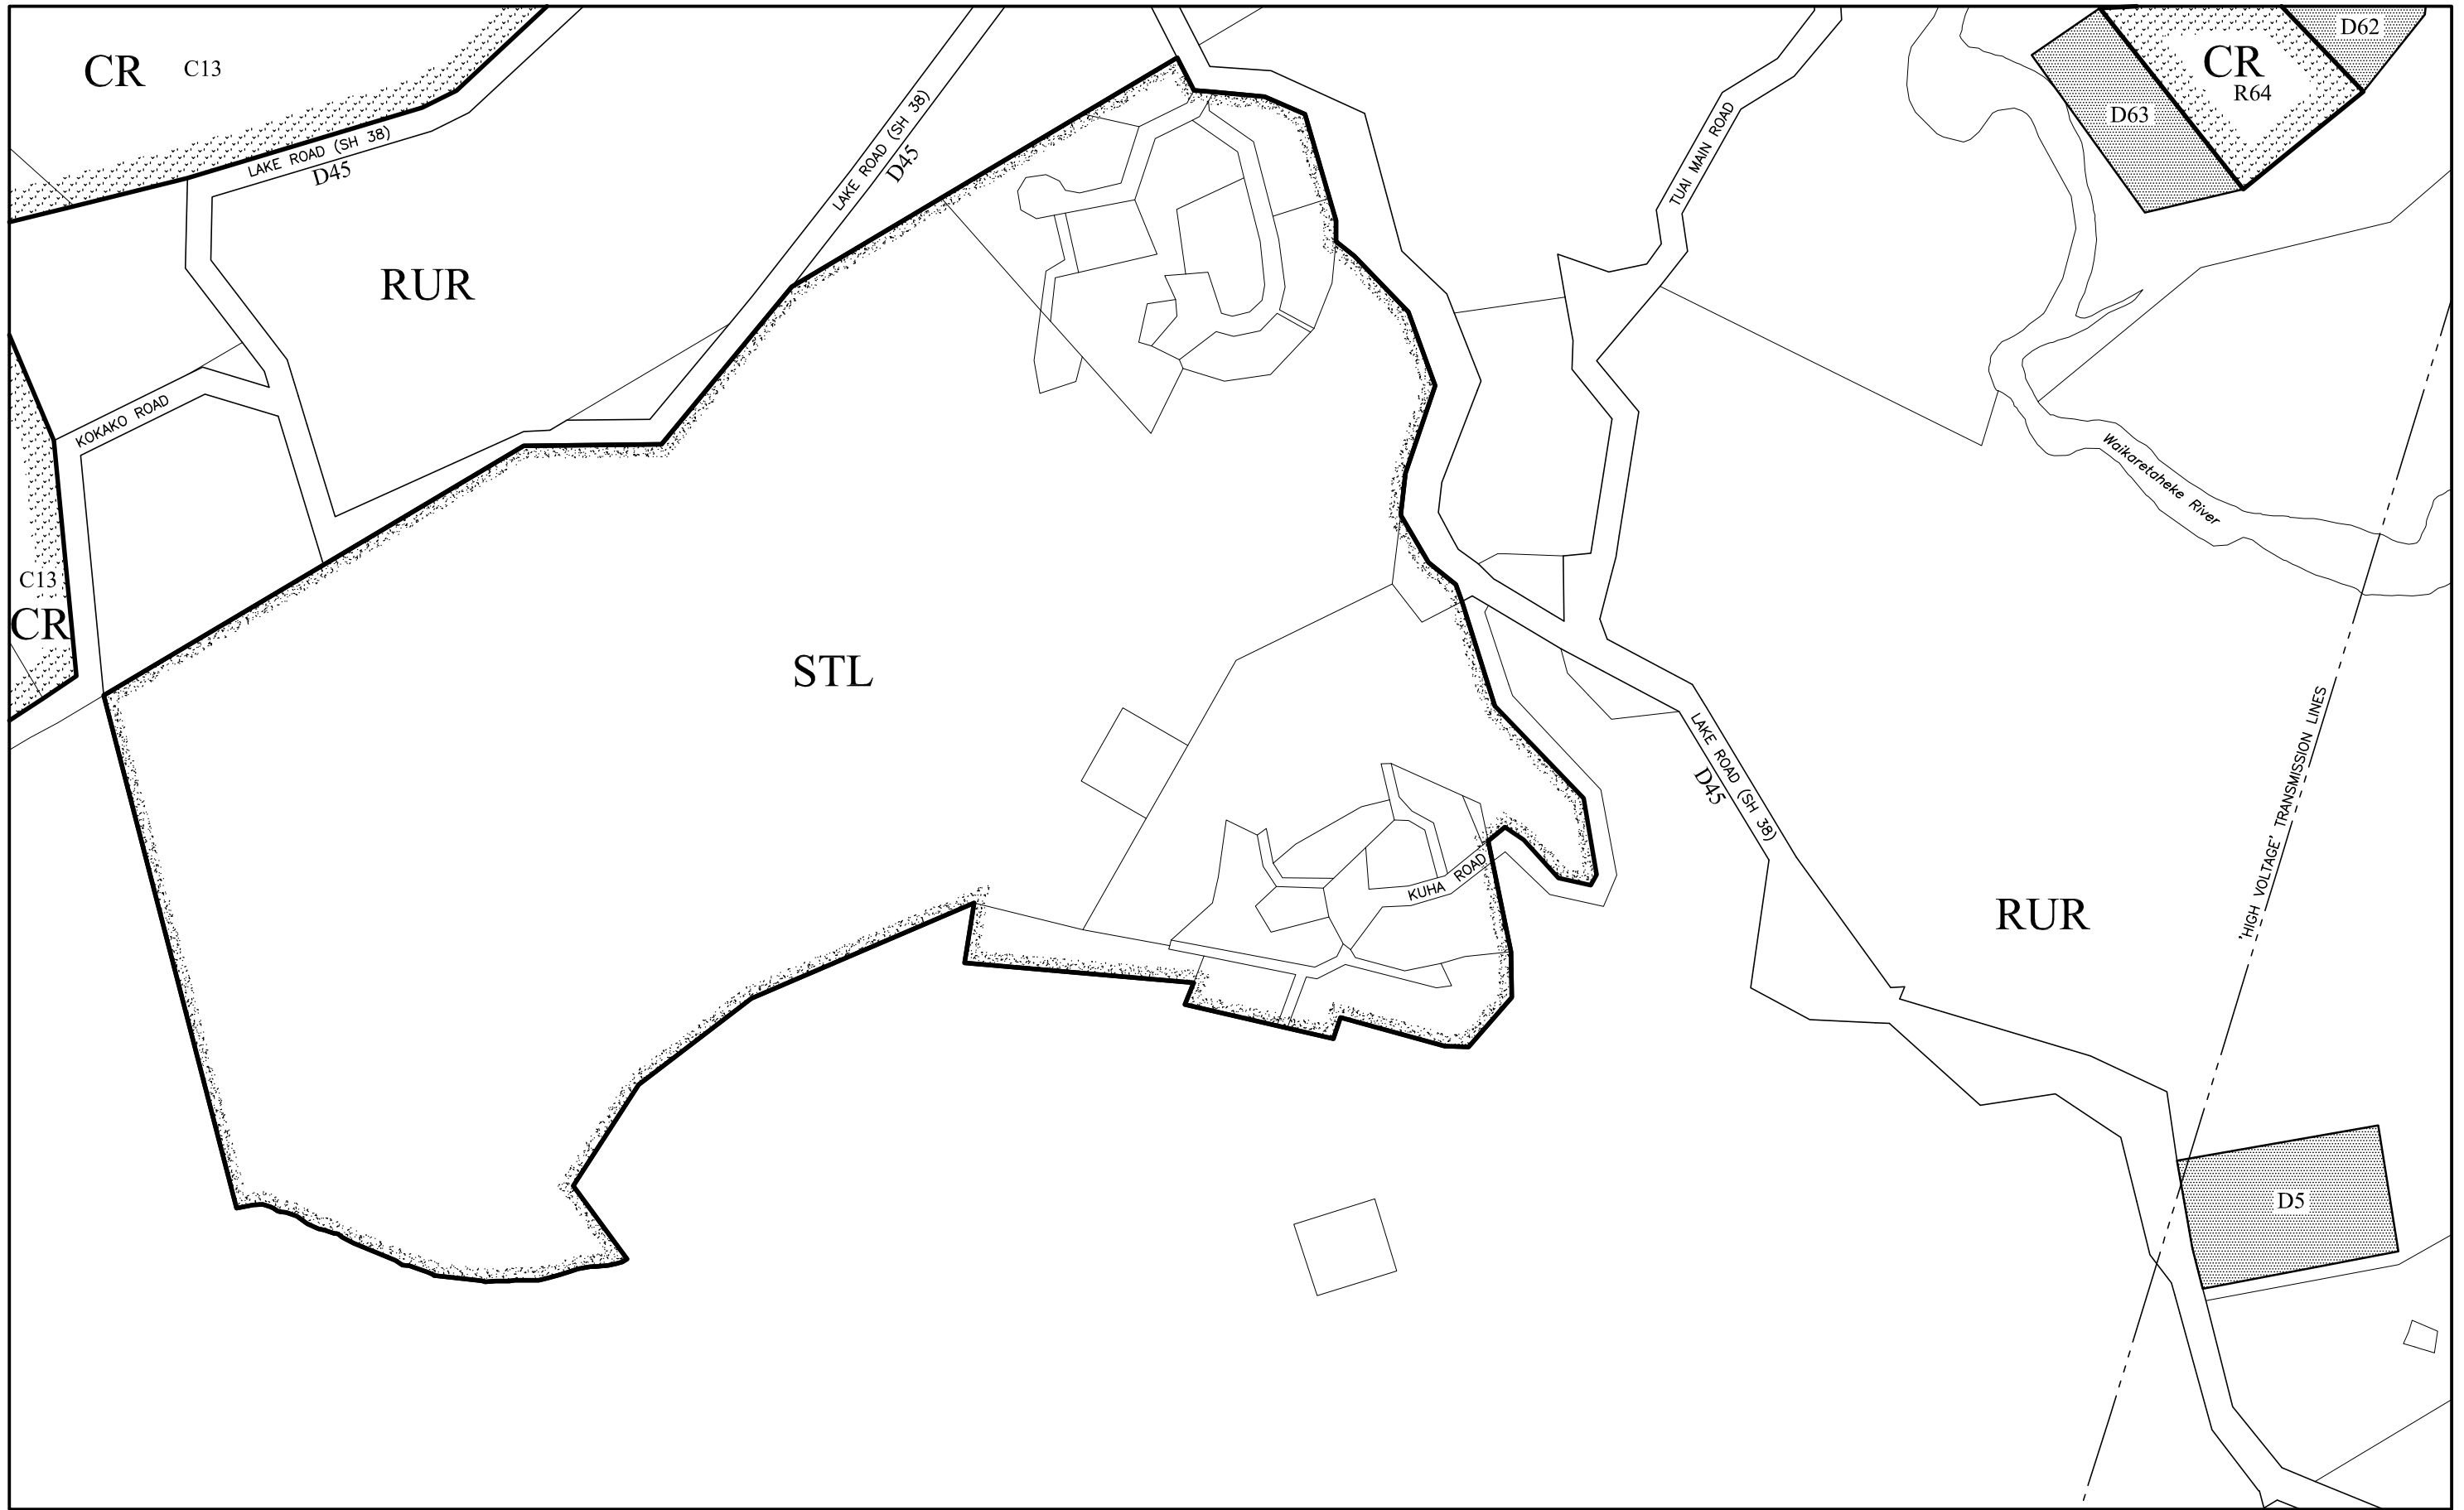 CR C13
LAKE ROAD (SH 38)
D45
LAKE ROAD (SH 38)
D45
TUAI MAIN ROAD
D62
CR
R64
D63
RUR
KOKAKO ROAD
Waikaretaheke River
C13
CR
STL
LAKE ROAD (SH 38)
D45
'HIGH VOLTAGE' TRANSMISSION LINES
KUHA ROAD
RUR
D5